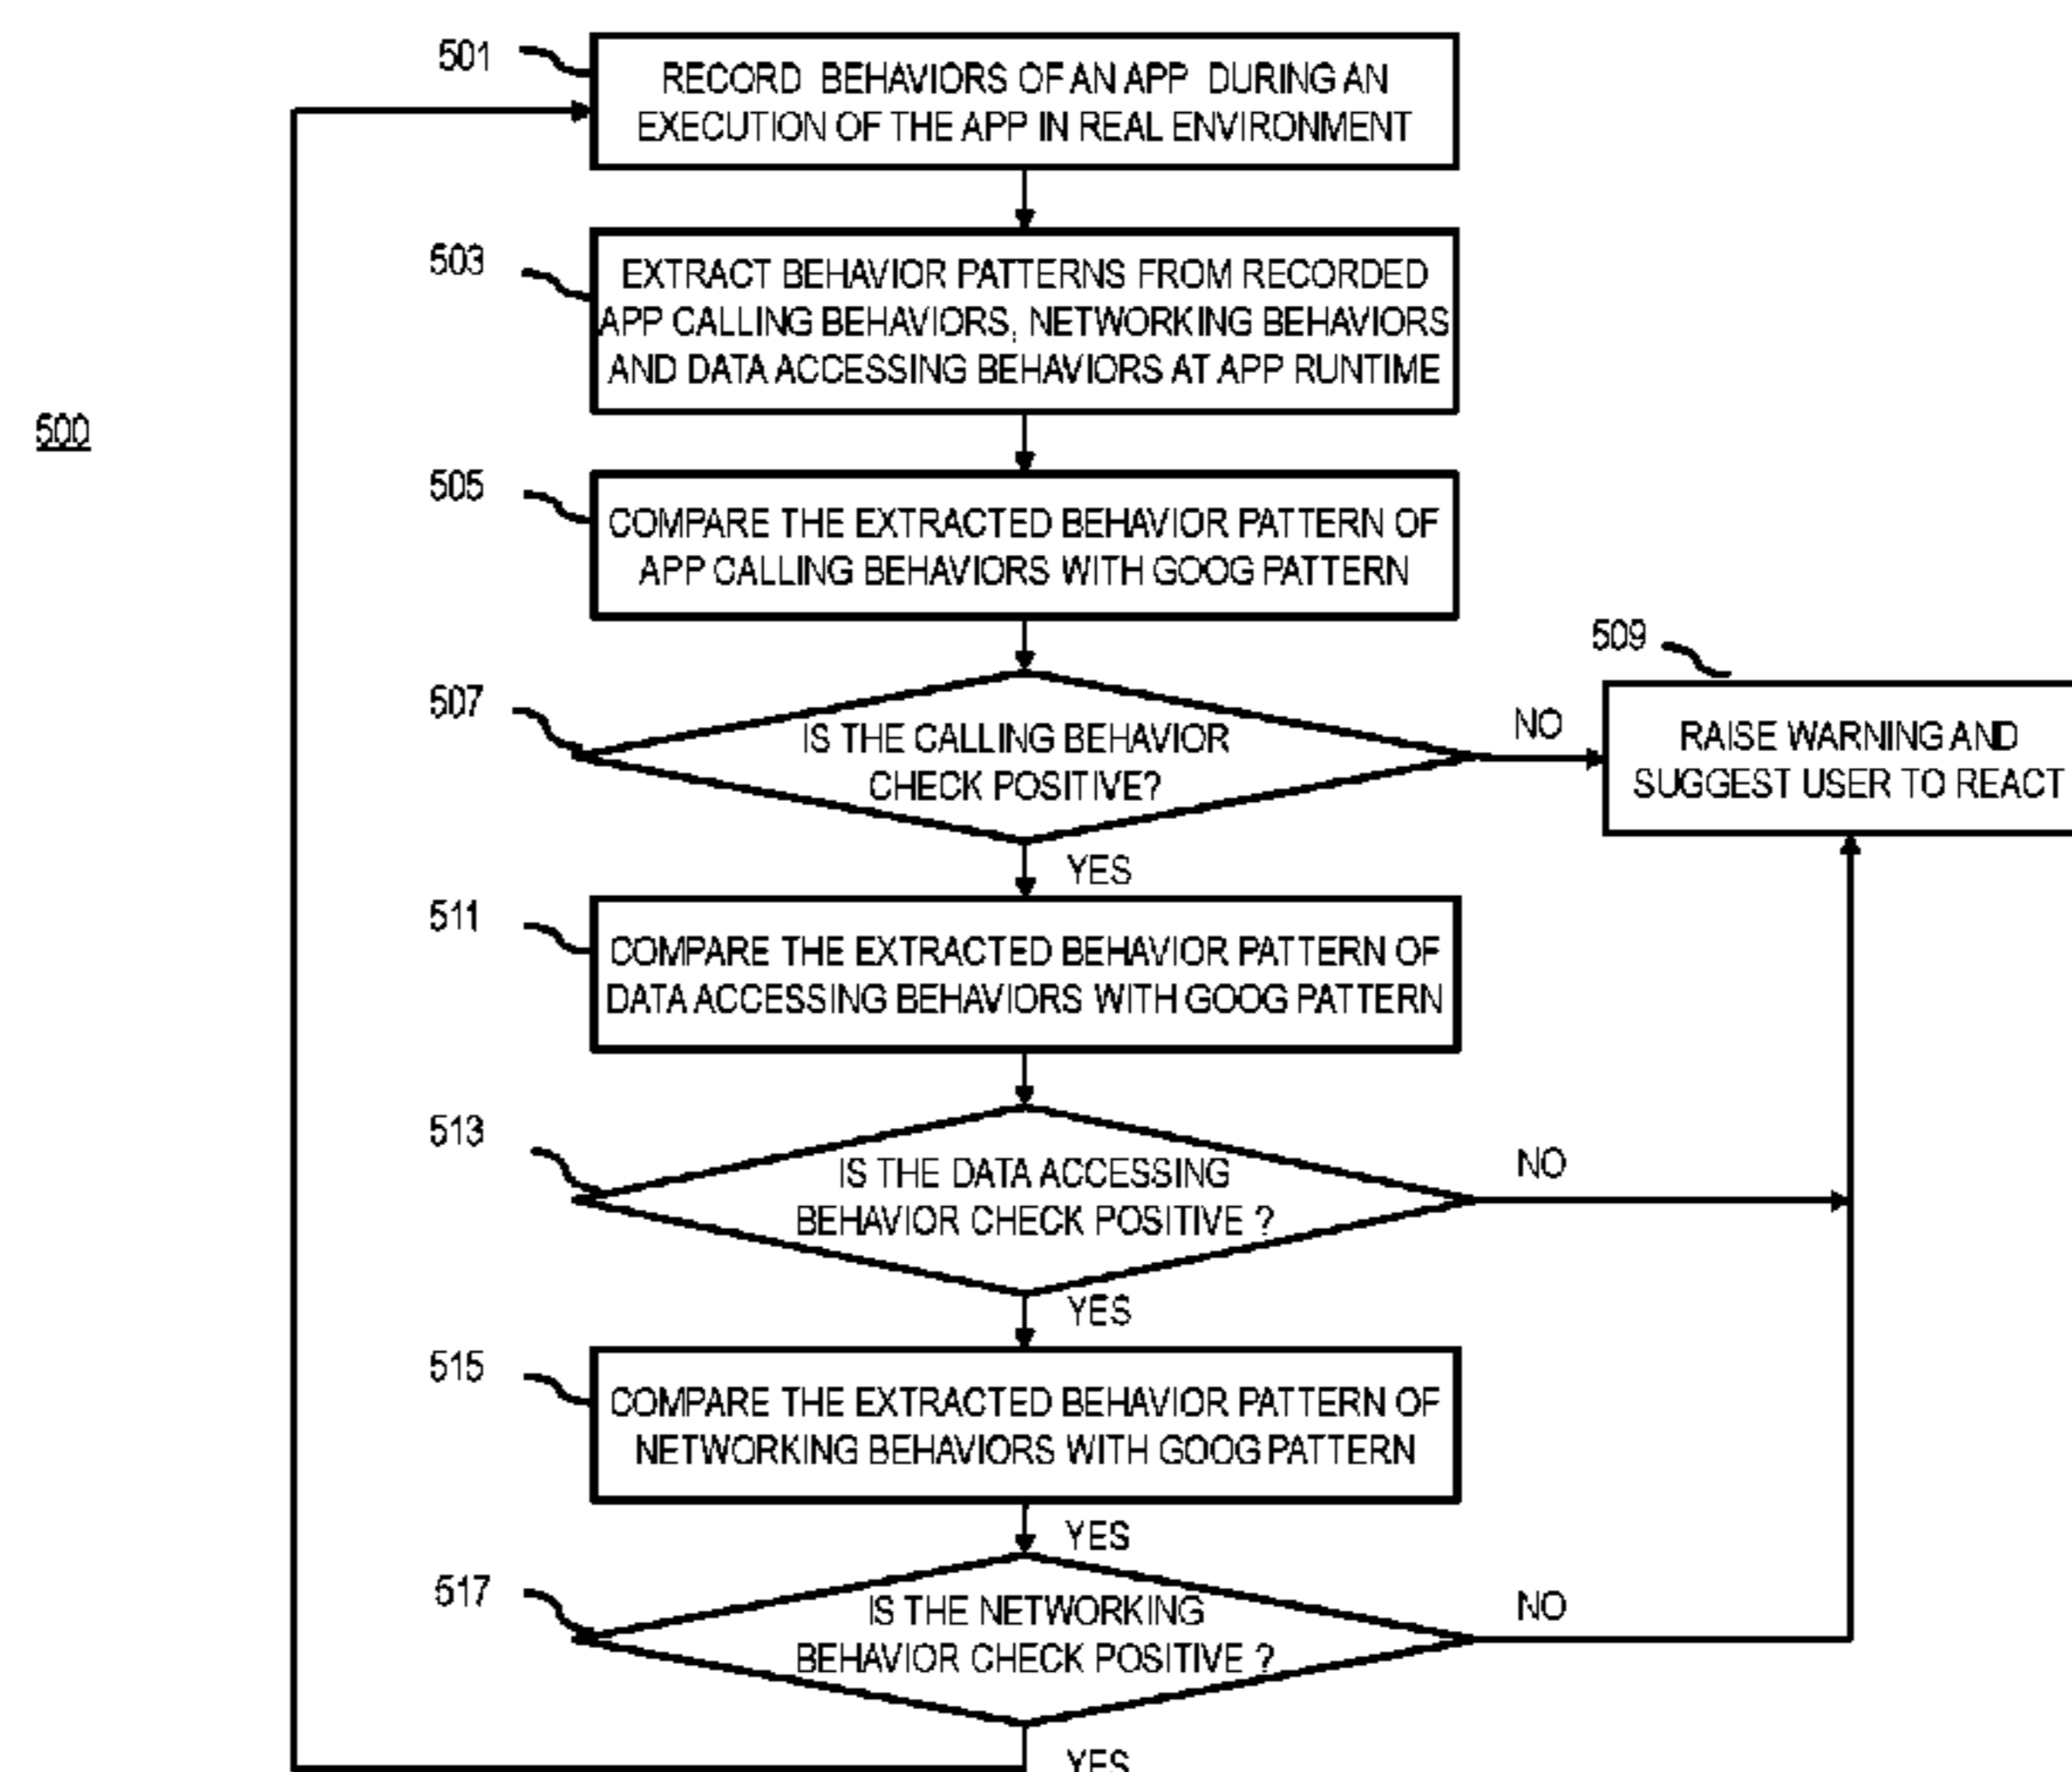 501
RECORD BEHAVIORS OF AN APP DURING AN
EXECUTION OF THE APP IN REAL ENVIRONMENT
503
EXTRACT BEHAVIOR PATTERNS FROM RECORDED
APP CALLING BEHAVIORS, NETWORKING BEHAVIORS
AND DATA ACCESSING BEHAVIORS AT APP RUNTIME
500
505
COMPARE THE EXTRACTED BEHAVIOR PATTERN OF
APP CALLING BEHAVIORS WITH GOOG PATTERN
507
IS THE CALLING BEHAVIOR
CHECK POSITIVE?
NO
509
RAISE WARNING AND
SUGGEST USER TO REACT
YES
511
COMPARE THE EXTRACTED BEHAVIOR PATTERN OF
DATA ACCESSING BEHAVIORS WITH GOOG PATTERN
513
IS THE DATA ACCESSING
BEHAVIOR CHECK POSITIVE ?
NO
YES
515
COMPARE THE EXTRACTED BEHAVIOR PATTERN OF
NETWORKING BEHAVIORS WITH GOOG PATTERN
YES
517
IS THE NETWORKING
BEHAVIOR CHECK POSITIVE ?
NO
YES